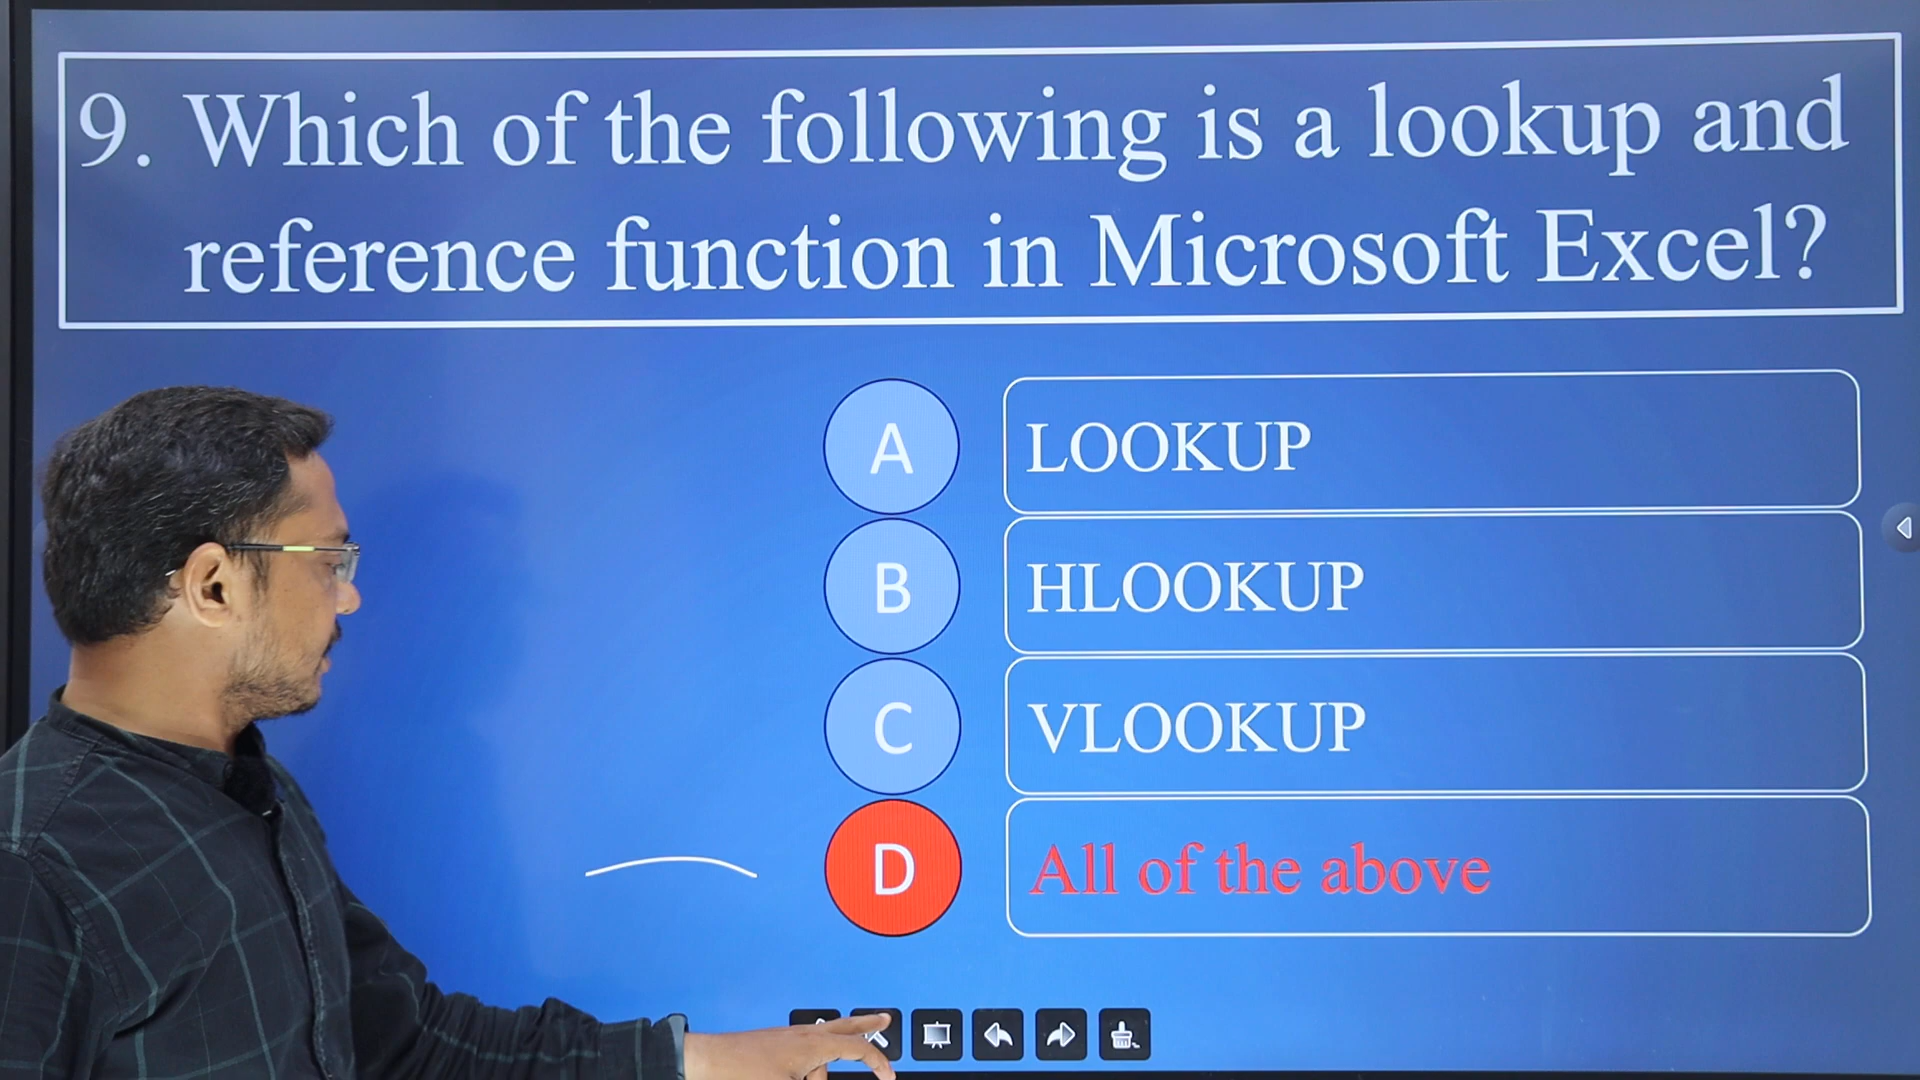 9. Which of the following is a lookup and
reference function in Microsoft Excel?
A LOOKUP
B HLOOKUP
C VLOOKUP
D All of the above